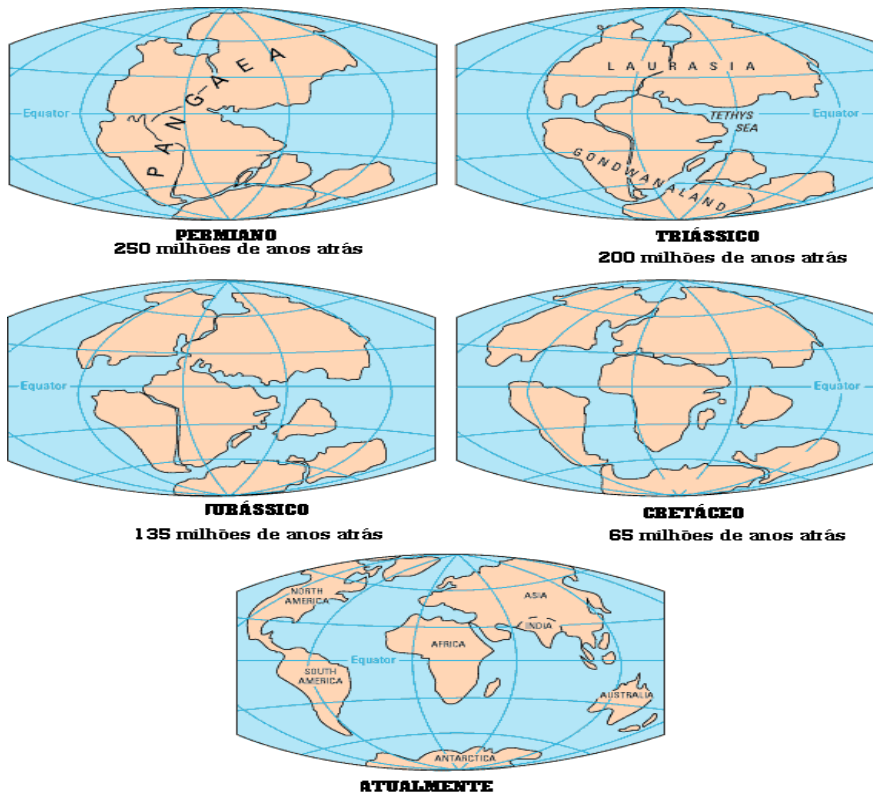 PANGAEA
Equator
PERMIANO
250 milhões de anos atrás
LAURASIA
TETHYS
SEA
Equator
GONDWANALAND
TRIÁSSICO
200 milhões de anos atrás
Equator
JURÁSSICO
135 milhões de anos atrás
Equator
CRETÁCEO
65 milhões de anos atrás
NORTH
AMERICA
ASIA
INDIA
AFRICA
Equator
SOUTH
AMERICA
AUSTRALIA
ANTARCTICA
ATUALMENTE